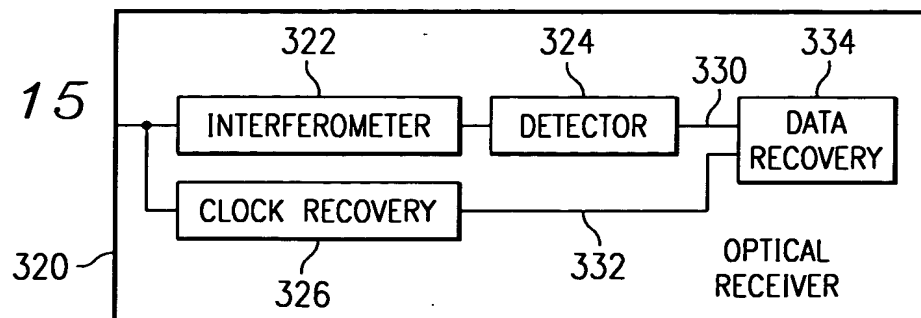 322
324
334
15
330
INTERFEROMETER
DETECTOR
DATA
RECOVERY
CLOCK RECOVERY
320
326
332
OPTICAL
RECEIVER